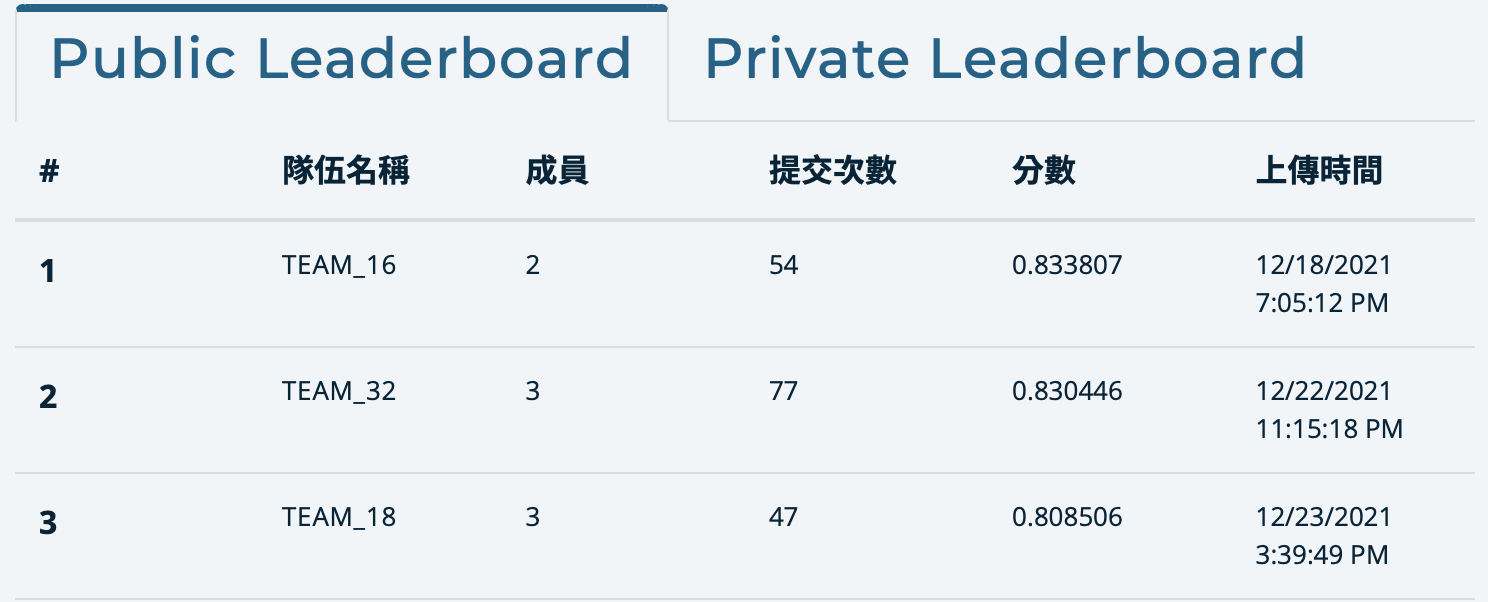 Public Leaderboard Private Leaderboard
# 隊伍名稱 成員 提交次數 分數 上傳時間
1 TEAM_16 2 54 0.833807 12/18/2021
7:05:12 PM
2 TEAM_32 3 77 0.830446 12/22/2021
11:15:18 PM
3 TEAM_18 3 47 0.808506 12/23/2021
3:39:49 PM